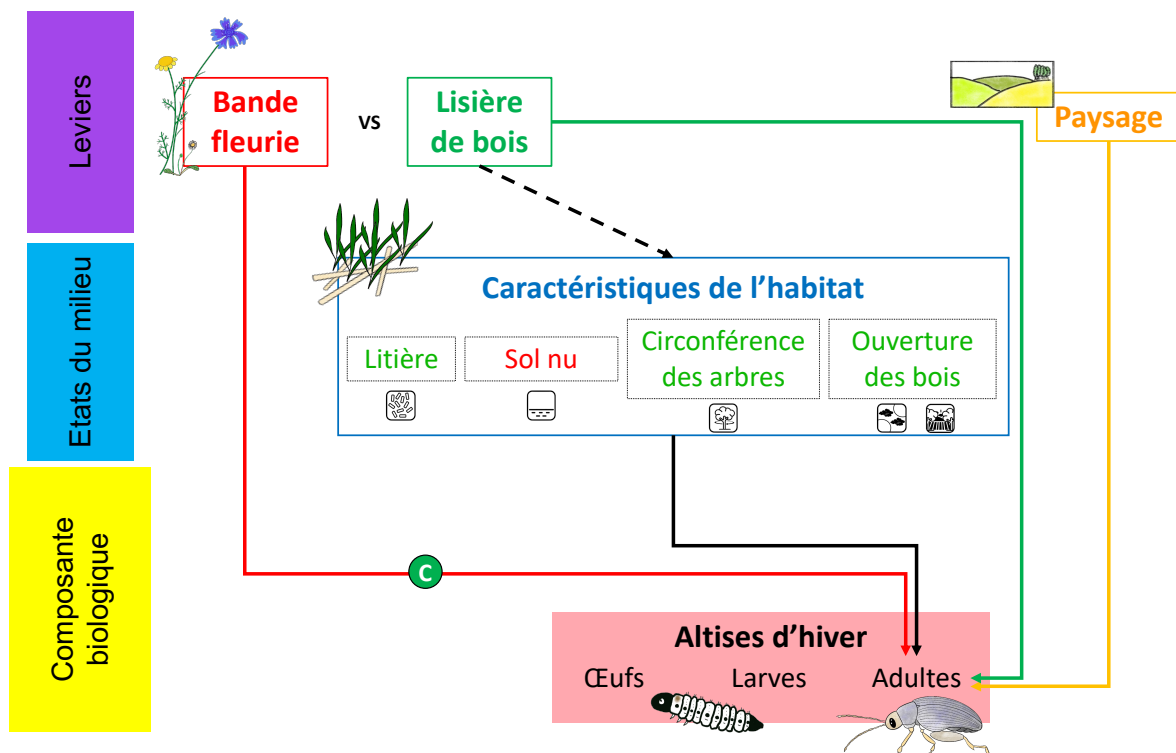 Leviers
Bande
fleurie
vs
Lisière
de bois
Paysage
Etats du milieu
Caractéristiques de l’habitat
Litière
Sol nu
Circonférence
des arbres
Ouverture
des bois
Composante
biologique
C
Altises d’hiver
Œufs
Larves
Adultes